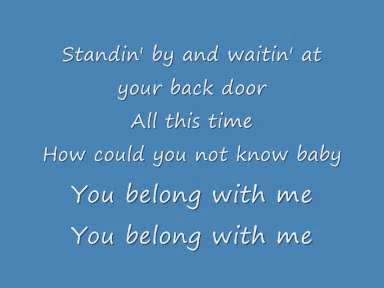 Standin' by and waitin' at
your back door
All this time
How could you not know baby
You belong with me
You belong with me